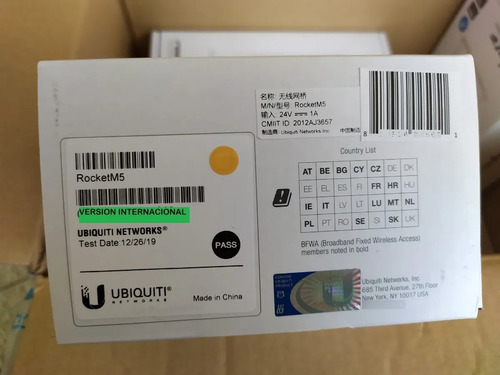 名称: 无线网桥
M/N/型号: RocketM5
输入: 24V 1A
CMIIT ID: 2012AJ3657
制造商: Ubiquiti Networks Inc. 中国制造
RocketM5
(VERSION INTERNACIONAL
UBIQUITI NETWORKS®
Test Date 12/26/19
PASS
UBIQUITI
NETWORKS
Made in China
Country List
AT BE BG CY CZ DE DK
EE EL ES FI FR HR HU
IE IT LV LT LU MT NL
PL PT RO SE SI SK UK
BFWA (Broadband Fixed Wireless Access)
members noted in bold
Ubiquiti Networks, Inc.
685 Third Avenue, 27th Floor
New York, NY 10017 USA